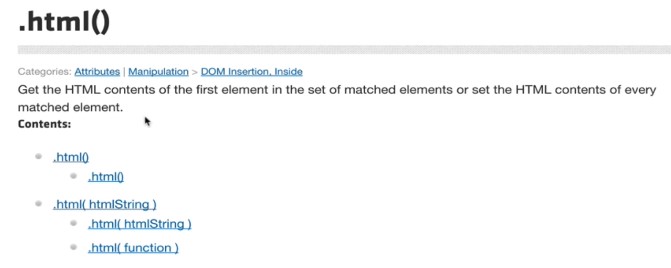 .html()
Categories: Attributes | Manipulation > DOM Insertion, Inside
Get the HTML contents of the first element in the set of matched elements or set the HTML contents of every
matched element.
Contents:
.html()
.html()
.html( htmlString )
.html( htmlString )
.html( function )